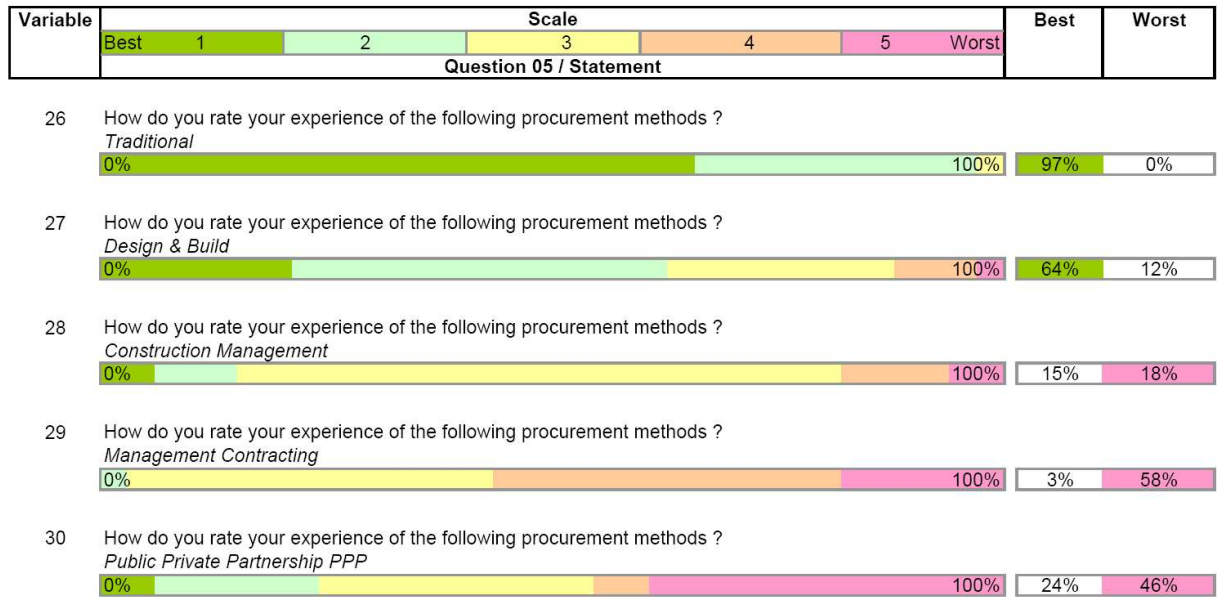 Variable Scale Best Worst
Best 1 2 3 4 5 Worst
Question 05 / Statement
26 How do you rate your experience of the following procurement methods ?
Traditional
0% 100% 97% 0%
27 How do you rate your experience of the following procurement methods ?
Design & Build
0% 100% 64% 12%
28 How do you rate your experience of the following procurement methods ?
Construction Management
0% 100% 15% 18%
29 How do you rate your experience of the following procurement methods ?
Management Contracting
0% 100% 3% 58%
30 How do you rate your experience of the following procurement methods ?
Public Private Partnership PPP
0% 100% 24% 46%